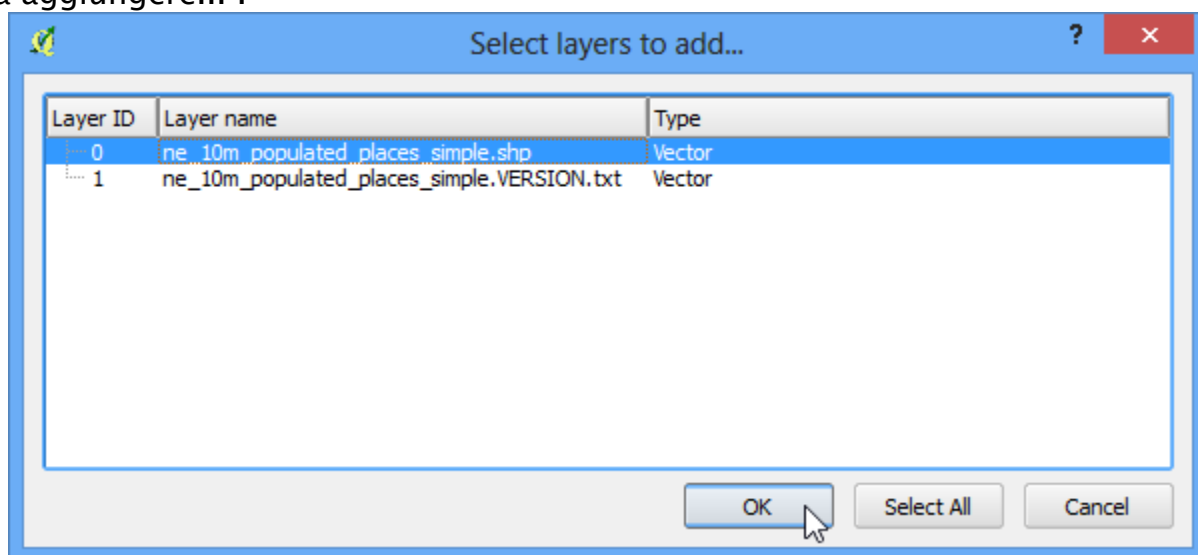 a aggiungere... .
Select layers to add...
?
×
Layer ID Layer name Type
0 ne_10m_populated_places_simple.shp Vector
1 ne_10m_populated_places_simple.VERSION.txt Vector
OK Select All Cancel